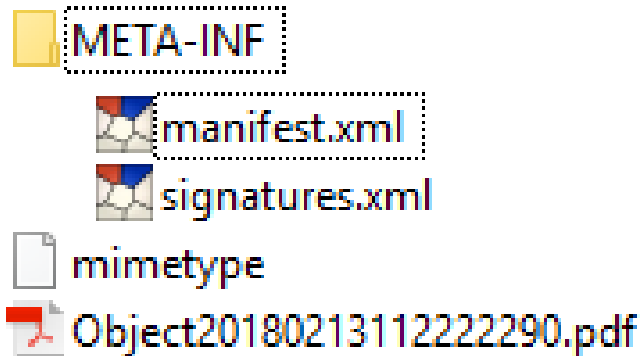 META-INF
manifest.xml
signatures.xml
mimetype
Object20180213112222290.pdf